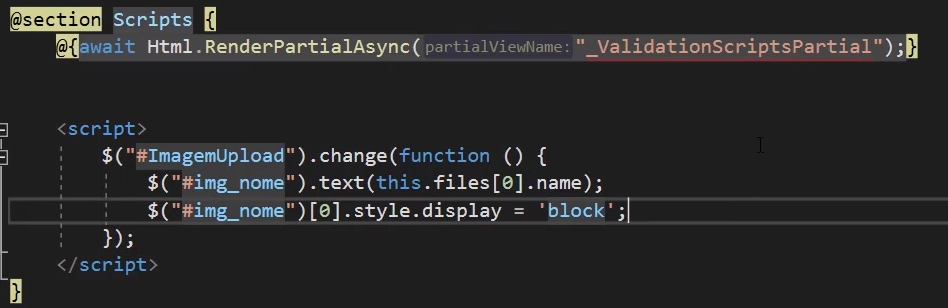 @section Scripts {
@{await Html.RenderPartialAsync(partialViewName:"_ValidationScriptsPartial");}
<script>
$("#ImagemUpload").change(function () {
$("#img_nome").text(this.files[0].name);
$("#img_nome")[0].style.display = 'block';
});
</script>
}